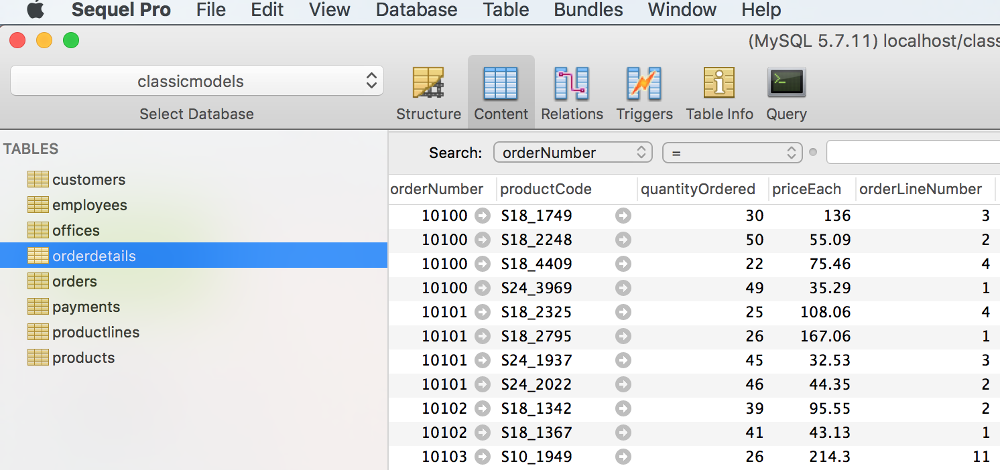 Sequel Pro File Edit View Database Table Bundles Window Help
(MySQL 5.7.11) localhost/class
classicmodels
Select Database
Structure Content Relations Triggers Table Info Query
TABLES
customers
employees
offices
orderdetails
orders
payments
productlines
products
Search: orderNumber =
orderNumber productCode quantityOrdered priceEach orderLineNumber
10100 S18_1749 30 136 3
10100 S18_2248 50 55.09 2
10100 S18_4409 22 75.46 4
10100 S24_3969 49 35.29 1
10101 S18_2325 25 108.06 4
10101 S18_2795 26 167.06 1
10101 S24_1937 45 32.53 3
10101 S24_2022 46 44.35 2
10102 S18_1342 39 95.55 2
10102 S18_1367 41 43.13 1
10103 S10_1949 26 214.3 11